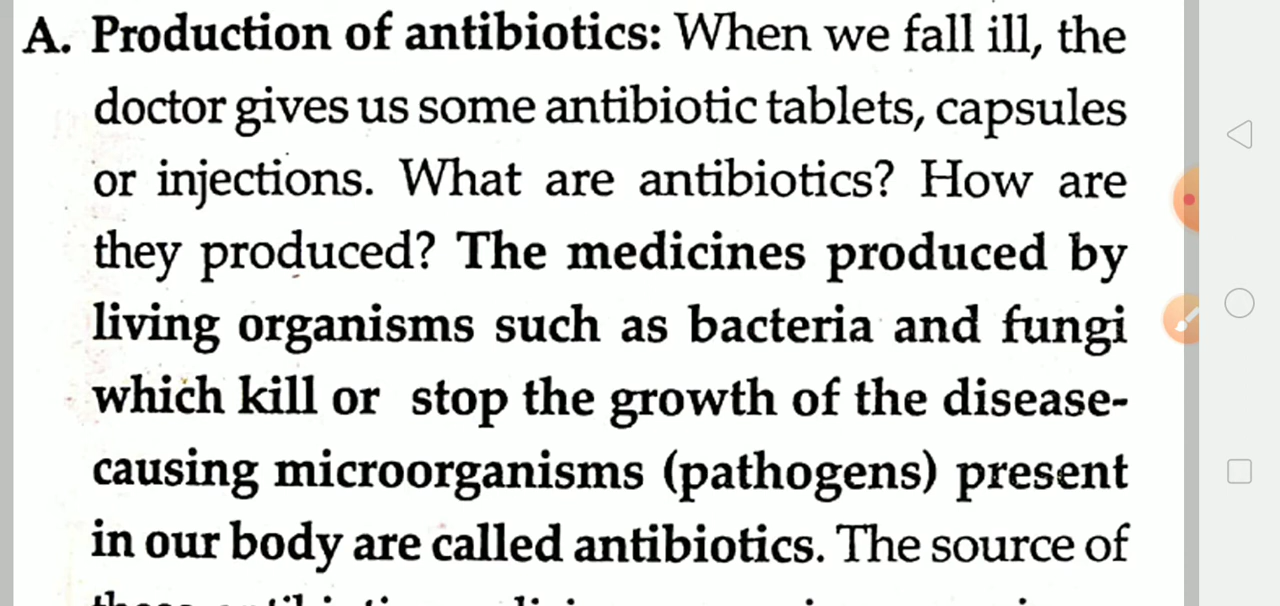 A. Production of antibiotics: When we fall ill, the
doctor gives us some antibiotic tablets, capsules
or injections. What are antibiotics? How are
they produced? The medicines produced by
living organisms such as bacteria and fungi
which kill or stop the growth of the disease-
causing microorganisms (pathogens) present
in our body are called antibiotics. The source of